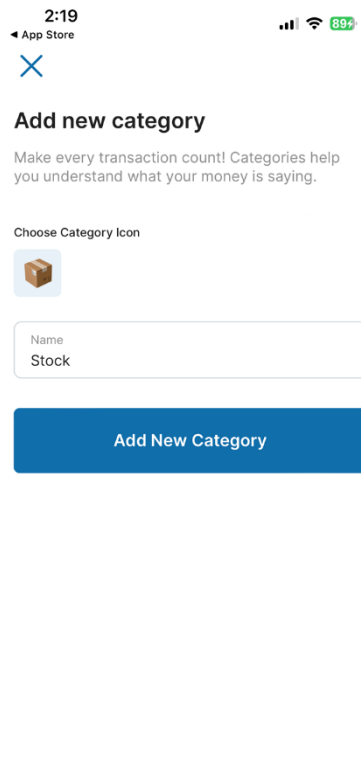 2:19
89
◀ App Store
Add new category
Make every transaction count! Categories help
you understand what your money is saying.
Choose Category Icon
Name
Stock
Add New Category